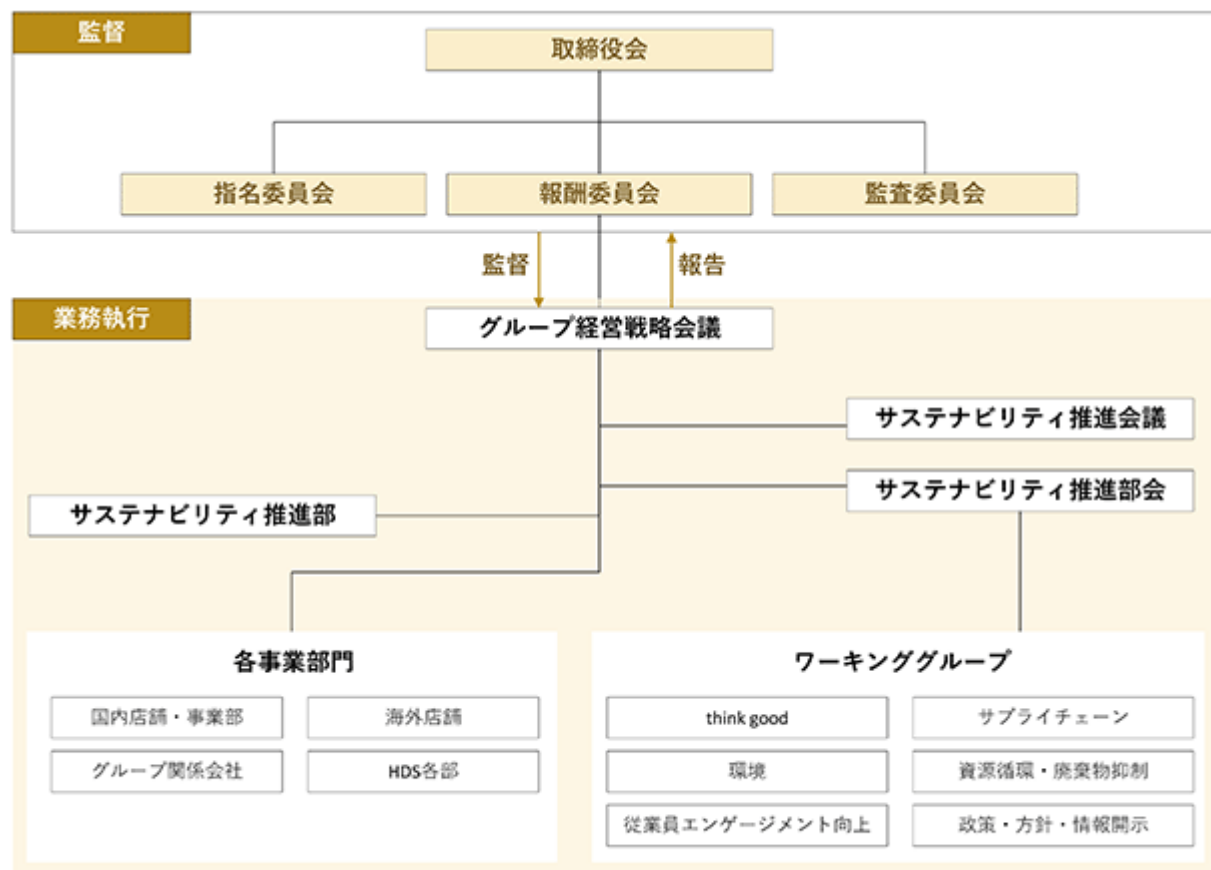 監督
取締役会
指名委員会
報酬委員会
監査委員会
監督
報告
業務執行
グループ経営戦略会議
サステナビリティ推進会議
サステナビリティ推進部会
サステナビリティ推進部
各事業部門
国内店舗・事業部
海外店舗
グループ関係会社
HDS各部
ワーキンググループ
think good
サプライチェーン
環境
資源循環・廃棄物抑制
従業員エンゲージメント向上
政策・方針・情報開示